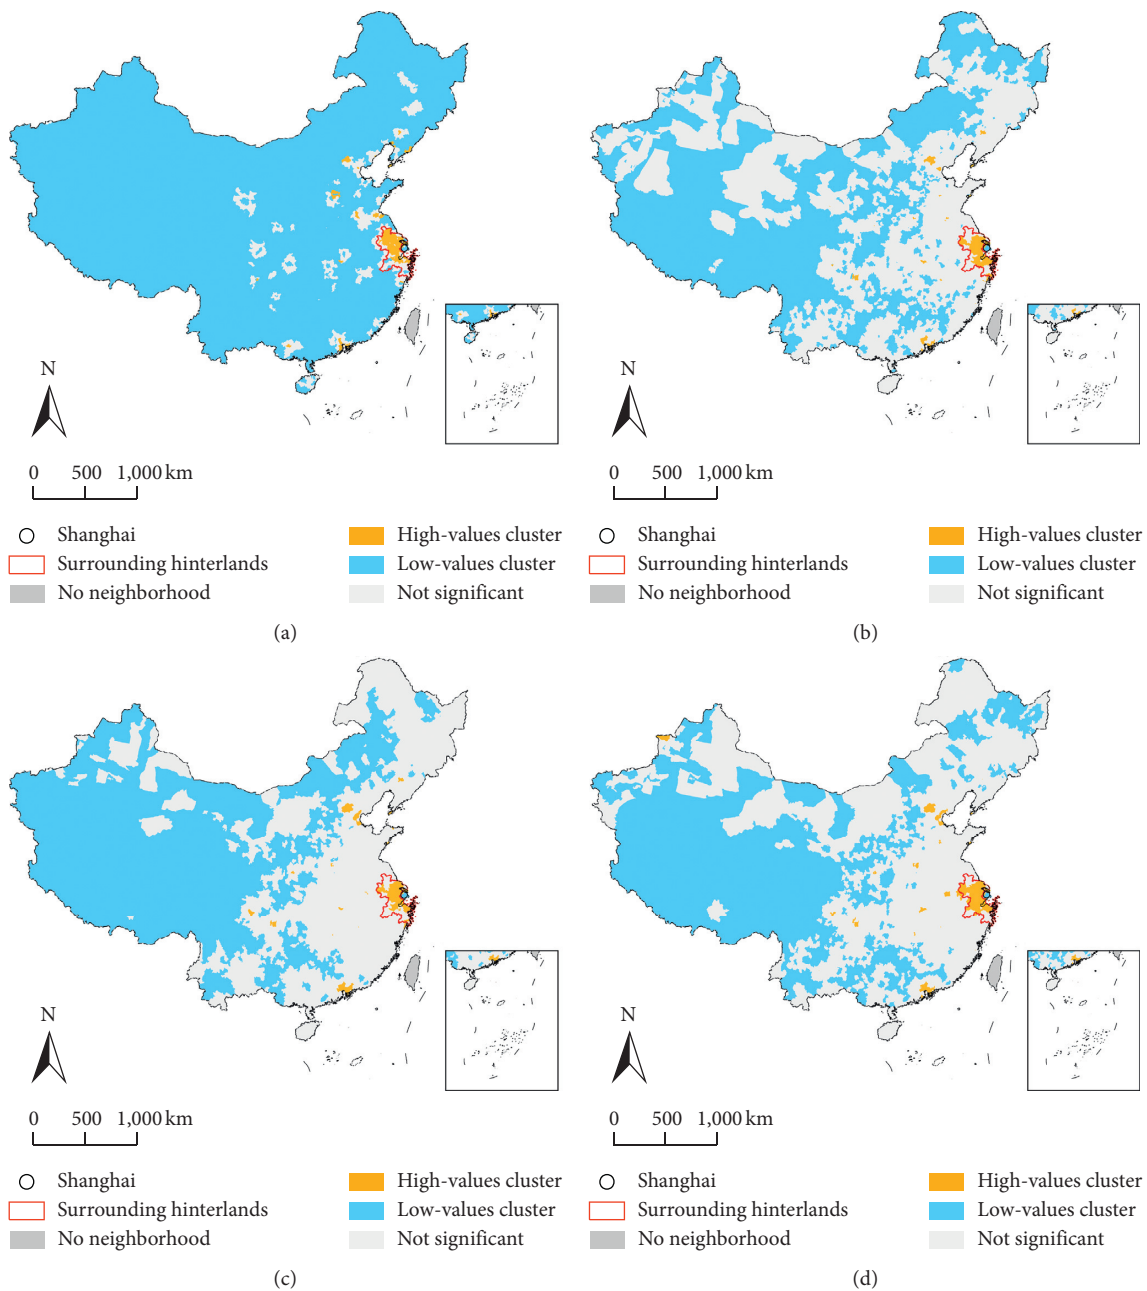 N
0 500 1,000 km
Shanghai
Surrounding hinterlands
No neighborhood
High-values cluster
Low-values cluster
Not significant
(a)
N
0 500 1,000 km
Shanghai
Surrounding hinterlands
No neighborhood
High-values cluster
Low-values cluster
Not significant
(b)
N
0 500 1,000 km
Shanghai
Surrounding hinterlands
No neighborhood
High-values cluster
Low-values cluster
Not significant
(c)
N
0 500 1,000 km
Shanghai
Surrounding hinterlands
No neighborhood
High-values cluster
Low-values cluster
Not significant
(d)